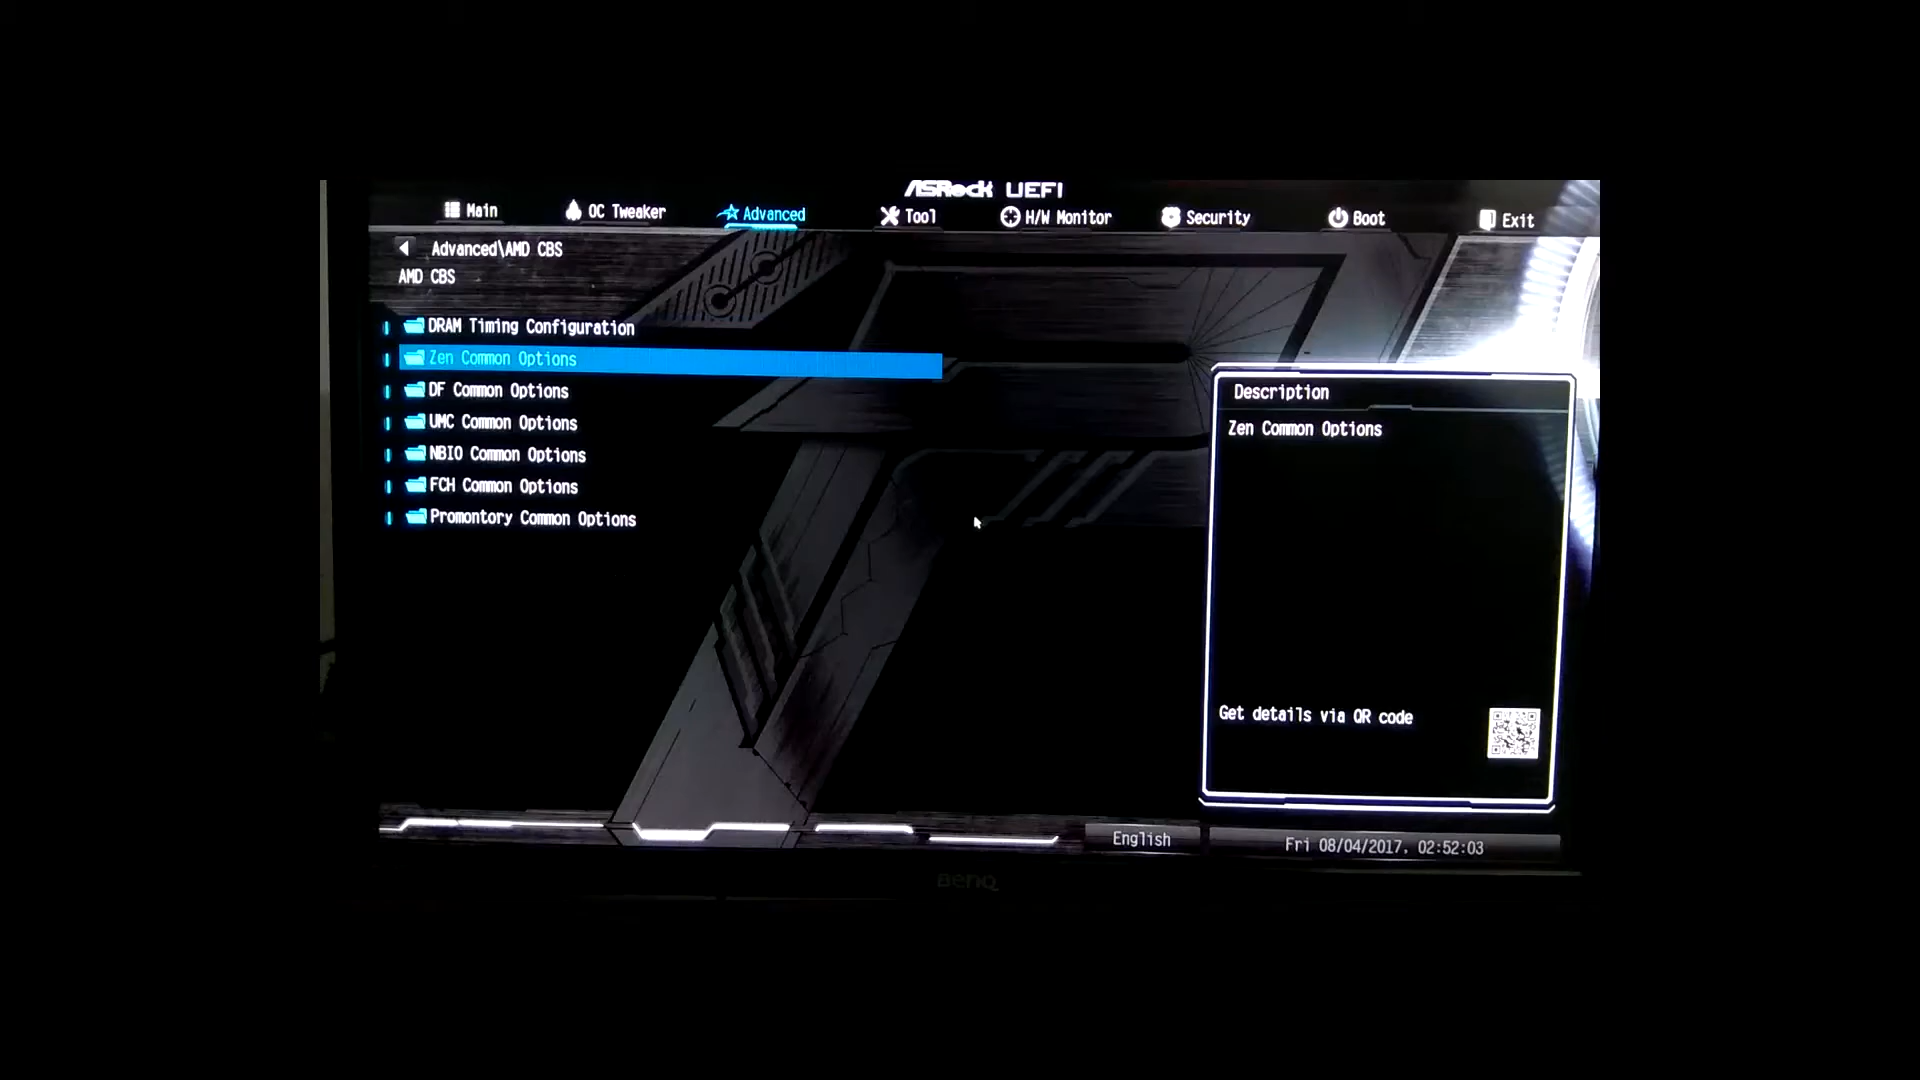 ASRock UEFI
Main
OC Tweaker
Advanced
Tool
H/W Monitor
Security
Boot
Exit
Advanced\AMD CBS
AMD CBS
DRAM Timing Configuration
Zen Common Options
DF Common Options
UMC Common Options
NBIO Common Options
FCH Common Options
Promontory Common Options
Description
Zen Common Options
Get details via QR code
English
Fri 08/04/2017, 02:52:03
BenQ